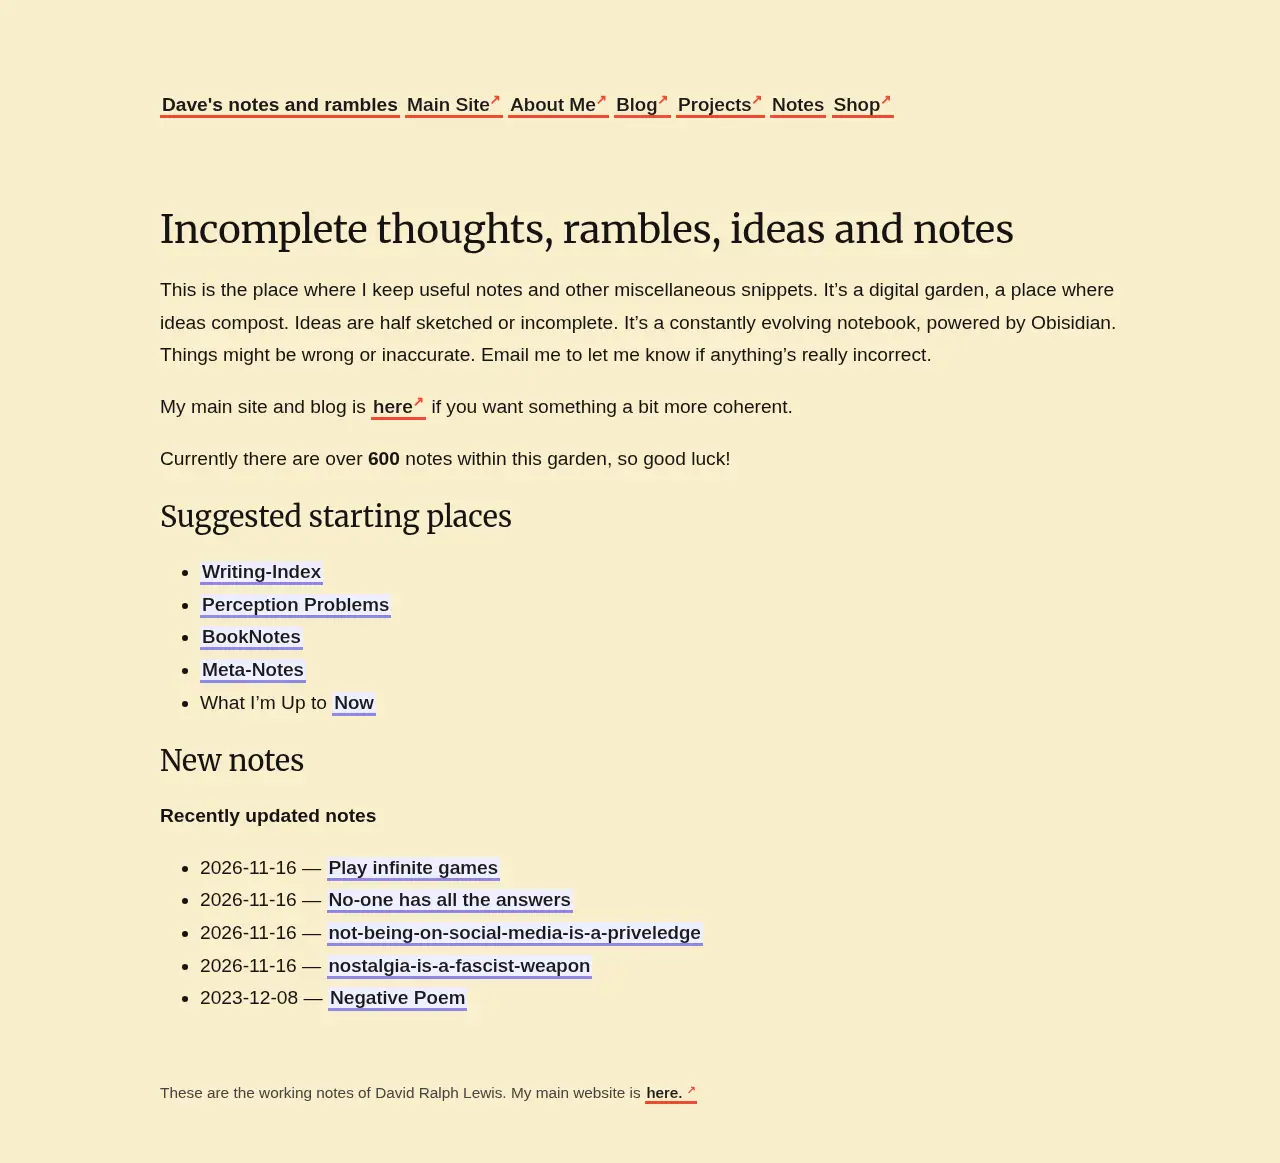 Dave's notes and rambles Main Site↗ About Me↗ Blog↗ Projects↗ Notes Shop↗
Incomplete thoughts, rambles, ideas and notes
This is the place where I keep useful notes and other miscellaneous snippets. It’s a digital garden, a place where
ideas compost. Ideas are half sketched or incomplete. It’s a constantly evolving notebook, powered by Obsidian.
Things might be wrong or inaccurate. Email me to let me know if anything’s really incorrect.
My main site and blog is here↗ if you want something a bit more coherent.
Currently there are over 600 notes within this garden, so good luck!
Suggested starting places
• Writing-Index
• Perception Problems
• BookNotes
• Meta-Notes
• What I’m Up to Now
New notes
Recently updated notes
• 2026-11-16 — Play infinite games
• 2026-11-16 — No-one has all the answers
• 2026-11-16 — not-being-on-social-media-is-a-priveledge
• 2026-11-16 — nostalgia-is-a-fascist-weapon
• 2023-12-08 — Negative Poem
These are the working notes of David Ralph Lewis. My main website is here. ↗